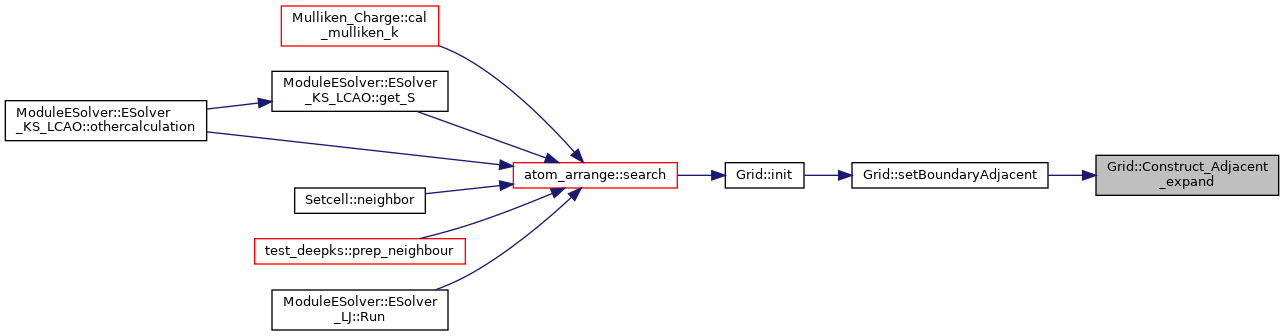 Mulliken_Charge::cal
_mulliken_k
ModuleESolver::ESolver
_KS_LCAO::get_S
ModuleESolver::ESolver
_KS_LCAO::othercalculation
Grid::Construct_Adjacent
_expand
atom_arrange::search
Grid::init
Grid::setBoundaryAdjacent
Setcell::neighbor
test_deepks::prep_neighbour
ModuleESolver::ESolver
_LJ::Run